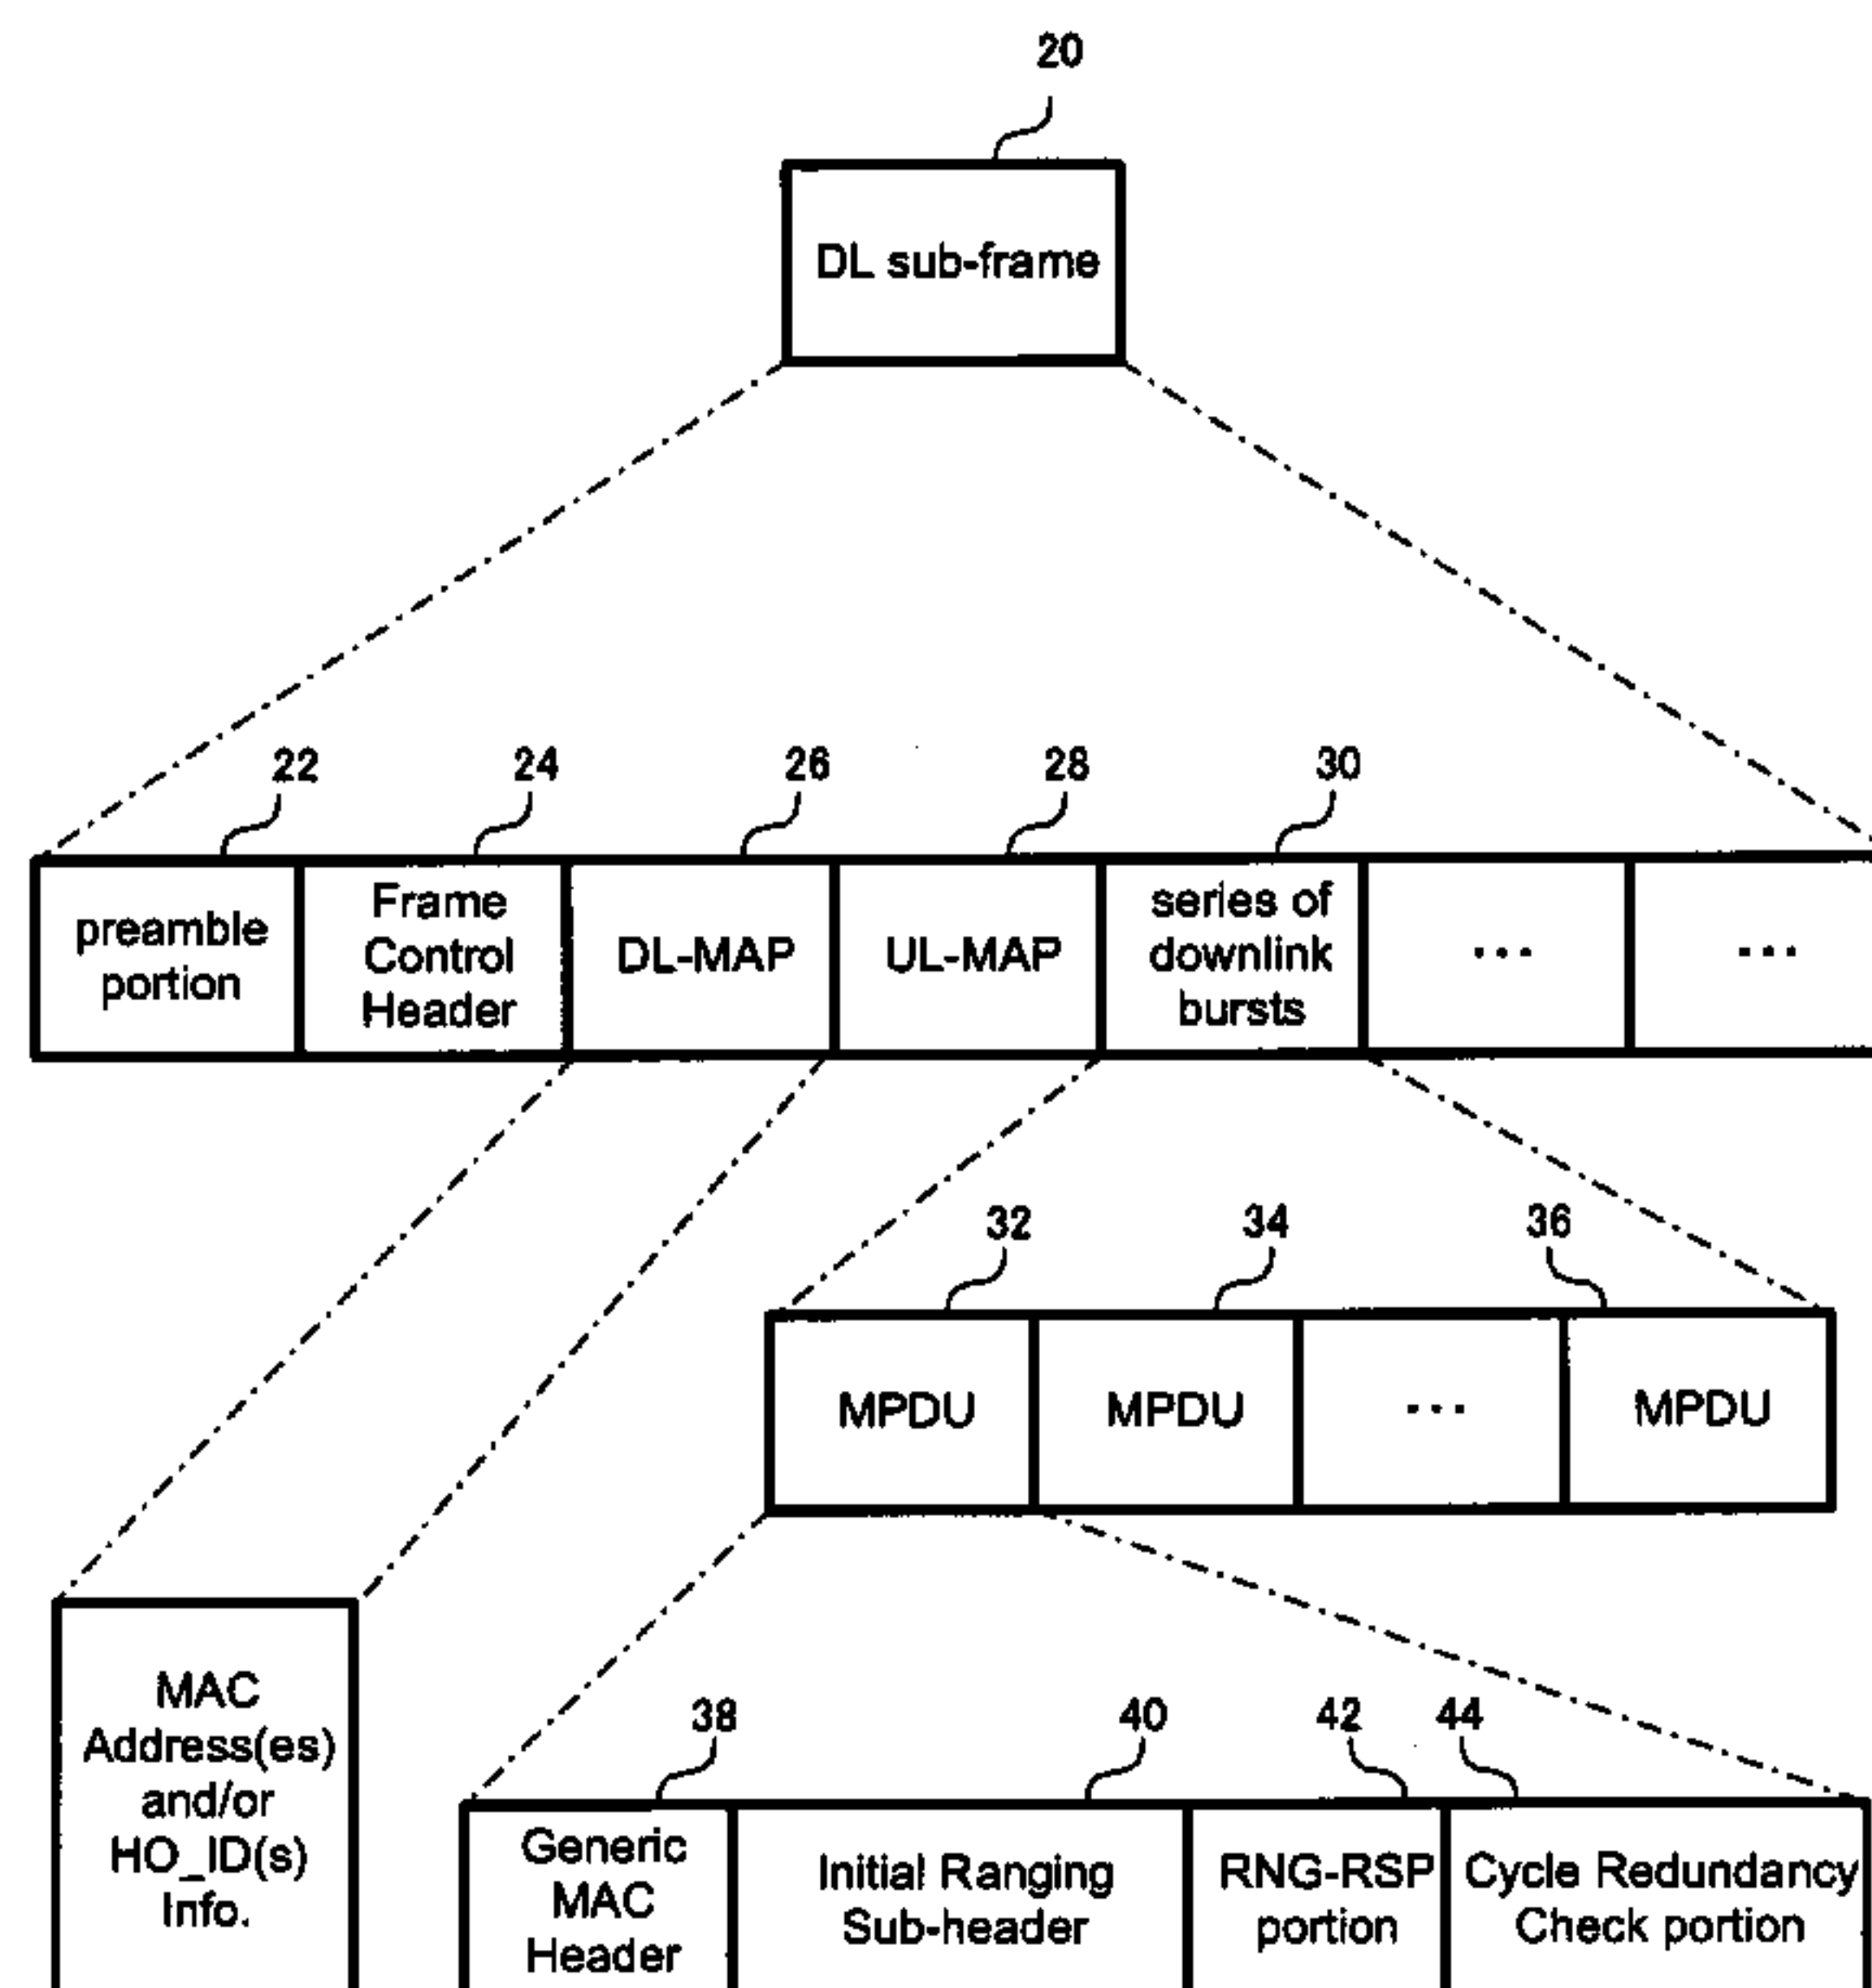 20
DL sub-frame
22
24
26
28
30
preamble
portion
Frame
Control
Header
DL-MAP
UL-MAP
series of
downlink
bursts
...
...
32
34
36
MPDU
MPDU
...
MPDU
MAC
Address(es)
and/or
HO_ID(s)
Info.
38
40
42
44
Generic
MAC
Header
Initial Ranging
Sub-header
RNG-RSP
portion
Cycle Redundancy
Check portion